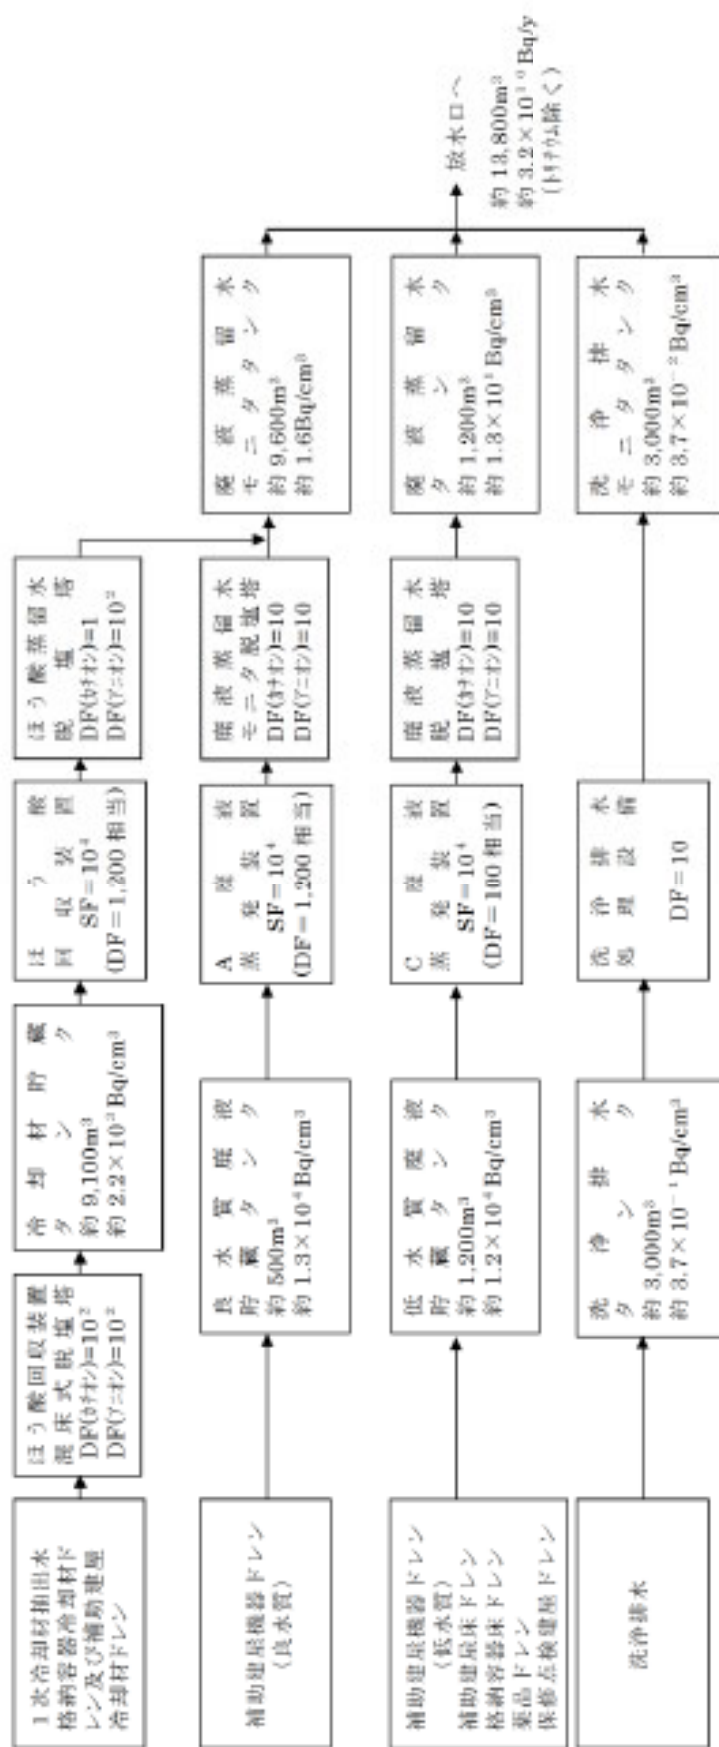 1次冷却材抽出水
格納容器冷却材ド
レン及び補助建屋
冷却材ドレン
ほう酸回収装置
混床式脱塩塔
DF(カチオン)=10²
DF(アニオン)=10²
冷却材貯蔵
タンク
約 9,100m³
約 2.2×10³ Bq/cm³
ほう酸
回収装置
SF=10⁴
(DF=1,200 相当)
ほう酸蒸留水
脱塩塔
DF(カチオン)=1
DF(アニオン)=10²
補助建屋機器ドレン
(良水質)
良水質廃液
貯蔵タンク
約 500m³
約 1.3×10⁴ Bq/cm³
A廃液
蒸発装置
SF=10⁴
(DF=1,200 相当)
廃液蒸留水
モニタ脱塩塔
DF(カチオン)=10
DF(アニオン)=10
廃液蒸留水
モニタタンク
約 9,600m³
約 1.6Bq/cm³
補助建屋機器ドレン
(低水質)
補助建屋床ドレン
格納容器床ドレン
薬品ドレン
保修点検建屋ドレン
低水質廃液
貯蔵タンク
約 1,200m³
約 1.2×10⁴ Bq/cm³
C廃液
蒸発装置
SF=10⁴
(DF=100 相当)
廃液蒸留水
脱塩塔
DF(カチオン)=10
DF(アニオン)=10
廃液蒸留水
タンク
約 1,200m³
約 1.3×10¹ Bq/cm³
洗浄排水
洗浄排水
タンク
約 3,000m³
約 3.7×10⁻¹ Bq/cm³
洗浄排水
処理設備
DF=10
洗浄排水
モニタタンク
約 3,000m³
約 3.7×10⁻² Bq/cm³
放水口へ
約 13,800m³
約 3.2×10¹⁰ Bq/y
(トリチウム除く)